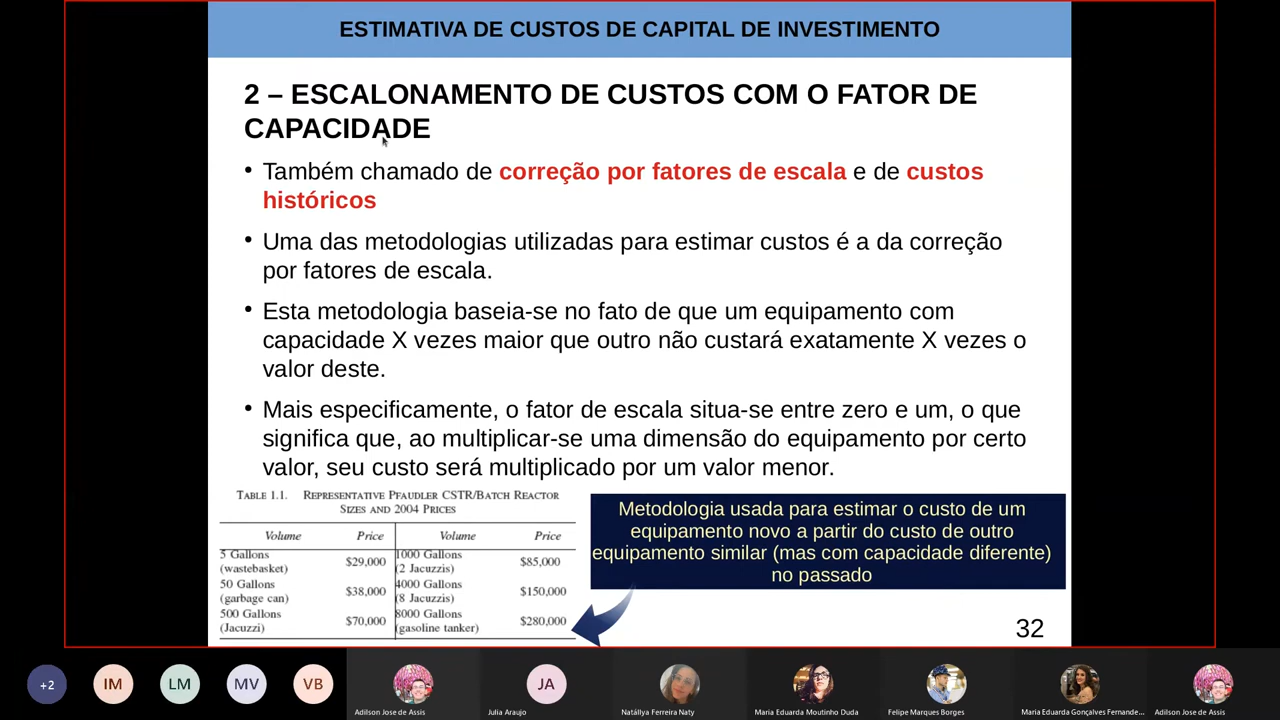 ESTIMATIVA DE CUSTOS DE CAPITAL DE INVESTIMENTO
2 – ESCALONAMENTO DE CUSTOS COM O FATOR DE
CAPACIDADE
• Também chamado de correção por fatores de escala e de custos
históricos
• Uma das metodologias utilizadas para estimar custos é a da correção
por fatores de escala.
• Esta metodologia baseia-se no fato de que um equipamento com
capacidade X vezes maior que outro não custará exatamente X vezes o
valor deste.
• Mais especificamente, o fator de escala situa-se entre zero e um, o que
significa que, ao multiplicar-se uma dimensão do equipamento por certo
valor, seu custo será multiplicado por um valor menor.
TABLE 1.1. REPRESENTATIVE PFAUDLER CSTR/BATCH REACTOR
SIZES AND 2004 PRICES
Volume Price Volume Price
5 Gallons 1000 Gallons
(wastebasket) $29,000 (2 Jacuzzis) $85,000
50 Gallons 4000 Gallons
(garbage can) $38,000 (8 Jacuzzis) $150,000
500 Gallons 8000 Gallons
(Jacuzzi) $70,000 (gasoline tanker) $280,000
Metodologia usada para estimar o custo de um
equipamento novo a partir do custo de outro
equipamento similar (mas com capacidade diferente)
no passado
32
+2 IM LM MV VB JA
Adilson Jose de Assis Julia Araujo Natállya Ferreira Naty Maria Eduarda Moutinho Duda Felipe Marques Borges Maria Eduarda Gonçalves Fernande... Adilson Jose de Assis